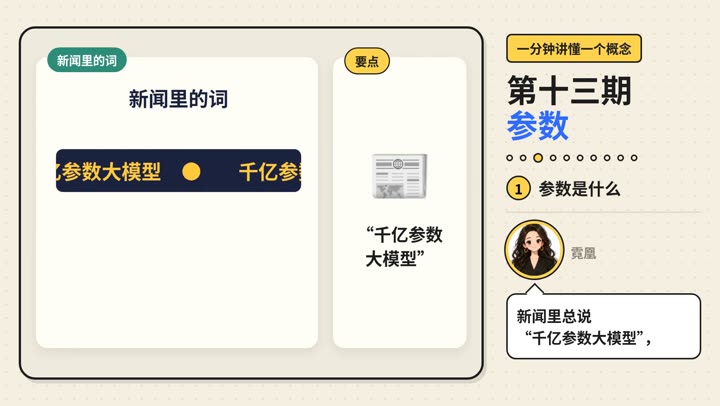 新闻里的词
新闻里的词
亿参数大模型
千亿参数
要点
“千亿参数
大模型”
一分钟讲懂一个概念
第十三期
参数
1 参数是什么
霓凰
新闻里总说
“千亿参数大模型”，